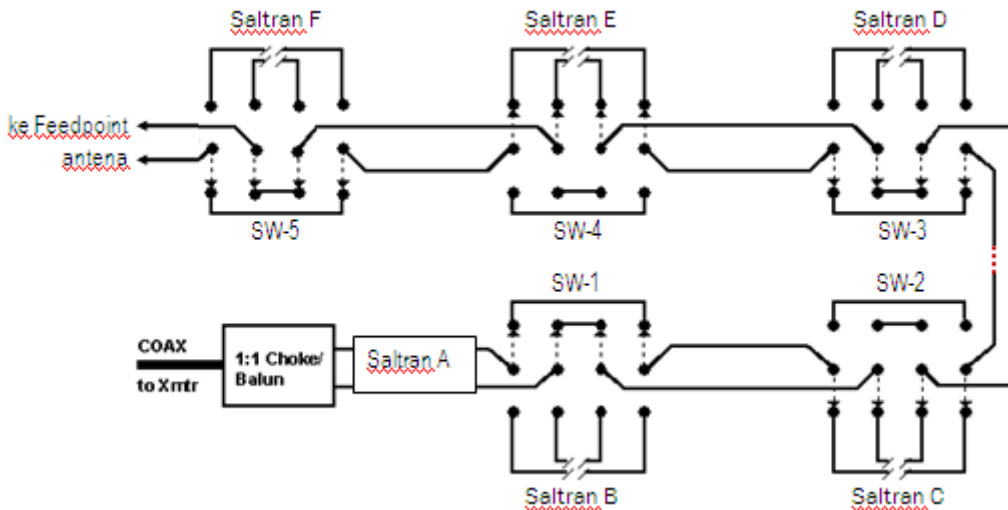 Saltran F
Saltran E
Saltran D
ke Feedpoint
antena
SW-5
SW-4
SW-3
SW-1
SW-2
COAX
to Xmtr
1:1 Choke/
Balun
Saltran A
Saltran B
Saltran C